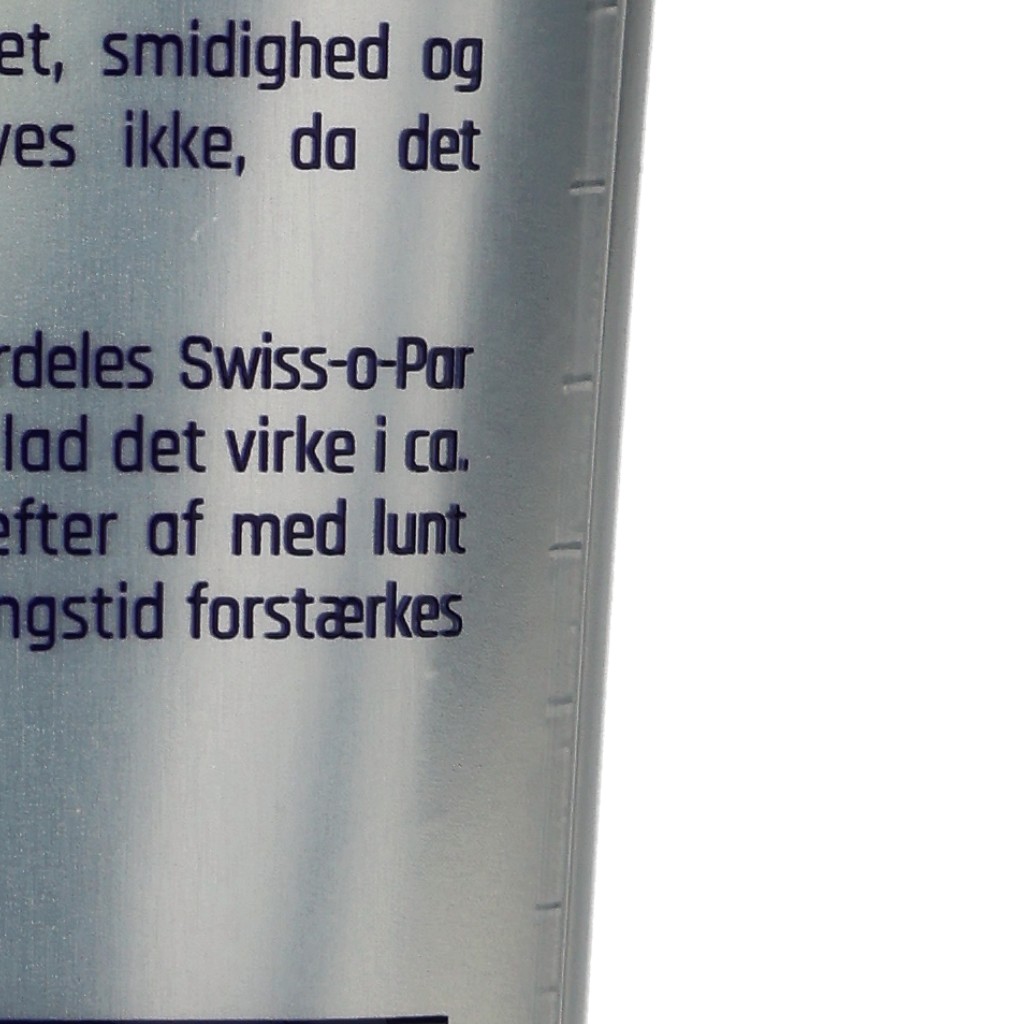 et, smidighed og
ves ikke, da det
rdeles Swiss-o-Par
lad det virke i ca.
efter af med lunt
ngstid forstærkes